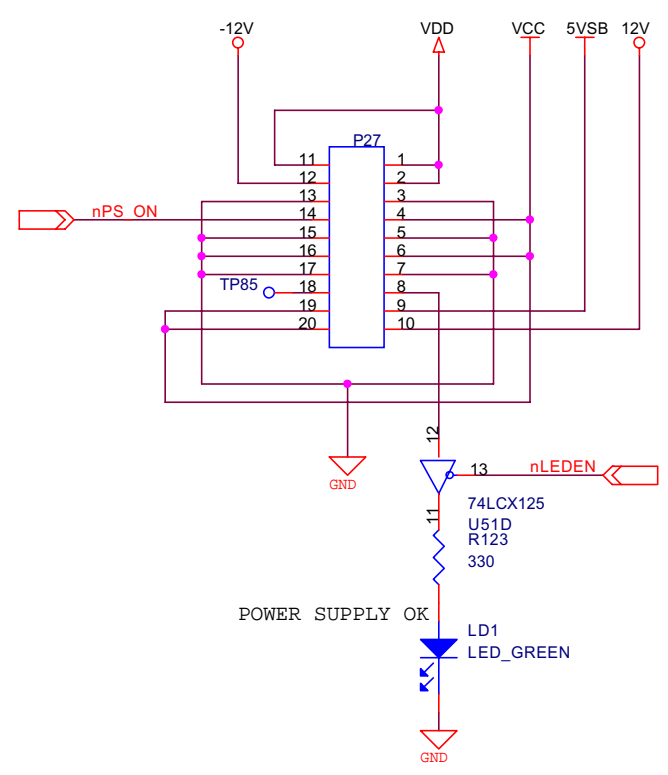 -12V VDD VCC 5VSB 12V
P27
11 1
12 2
13 3
nPS_ON 14 4
15 5
16 6
17 7
TP85 18 8
19 9
20 10
GND
12
13 nLEDEN
74LCX125
11 U51D
R123
330
POWER SUPPLY OK
LD1
LED_GREEN
GND